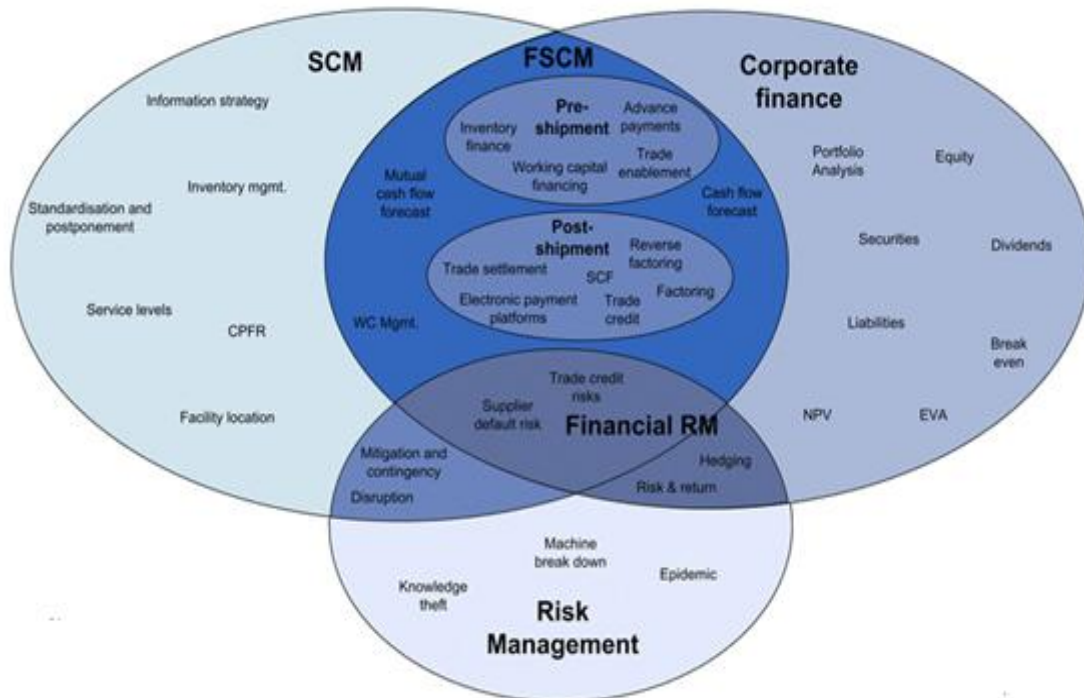 SCM
Information strategy
Inventory mgmt.
Standardisation and
postponement
Service levels
CPFR
Facility location
FSCM
Pre-
shipment
Advance
payments
Inventory
finance
Working capital
financing
Trade
enablement
Mutual
cash flow
forecast
Cash flow
forecast
Post-
shipment
Trade settlement
SCF
Reverse
factoring
Electronic payment
platforms
Trade
credit
Factoring
WC Mgmt.
Corporate
finance
Portfolio
Analysis
Equity
Securities
Dividends
Liabilities
Break
even
NPV
EVA
Trade credit
risks
Supplier
default risk
Financial RM
Mitigation and
contingency
Disruption
Hedging
Risk & return
Machine
break down
Knowledge
theft
Epidemic
Risk
Management